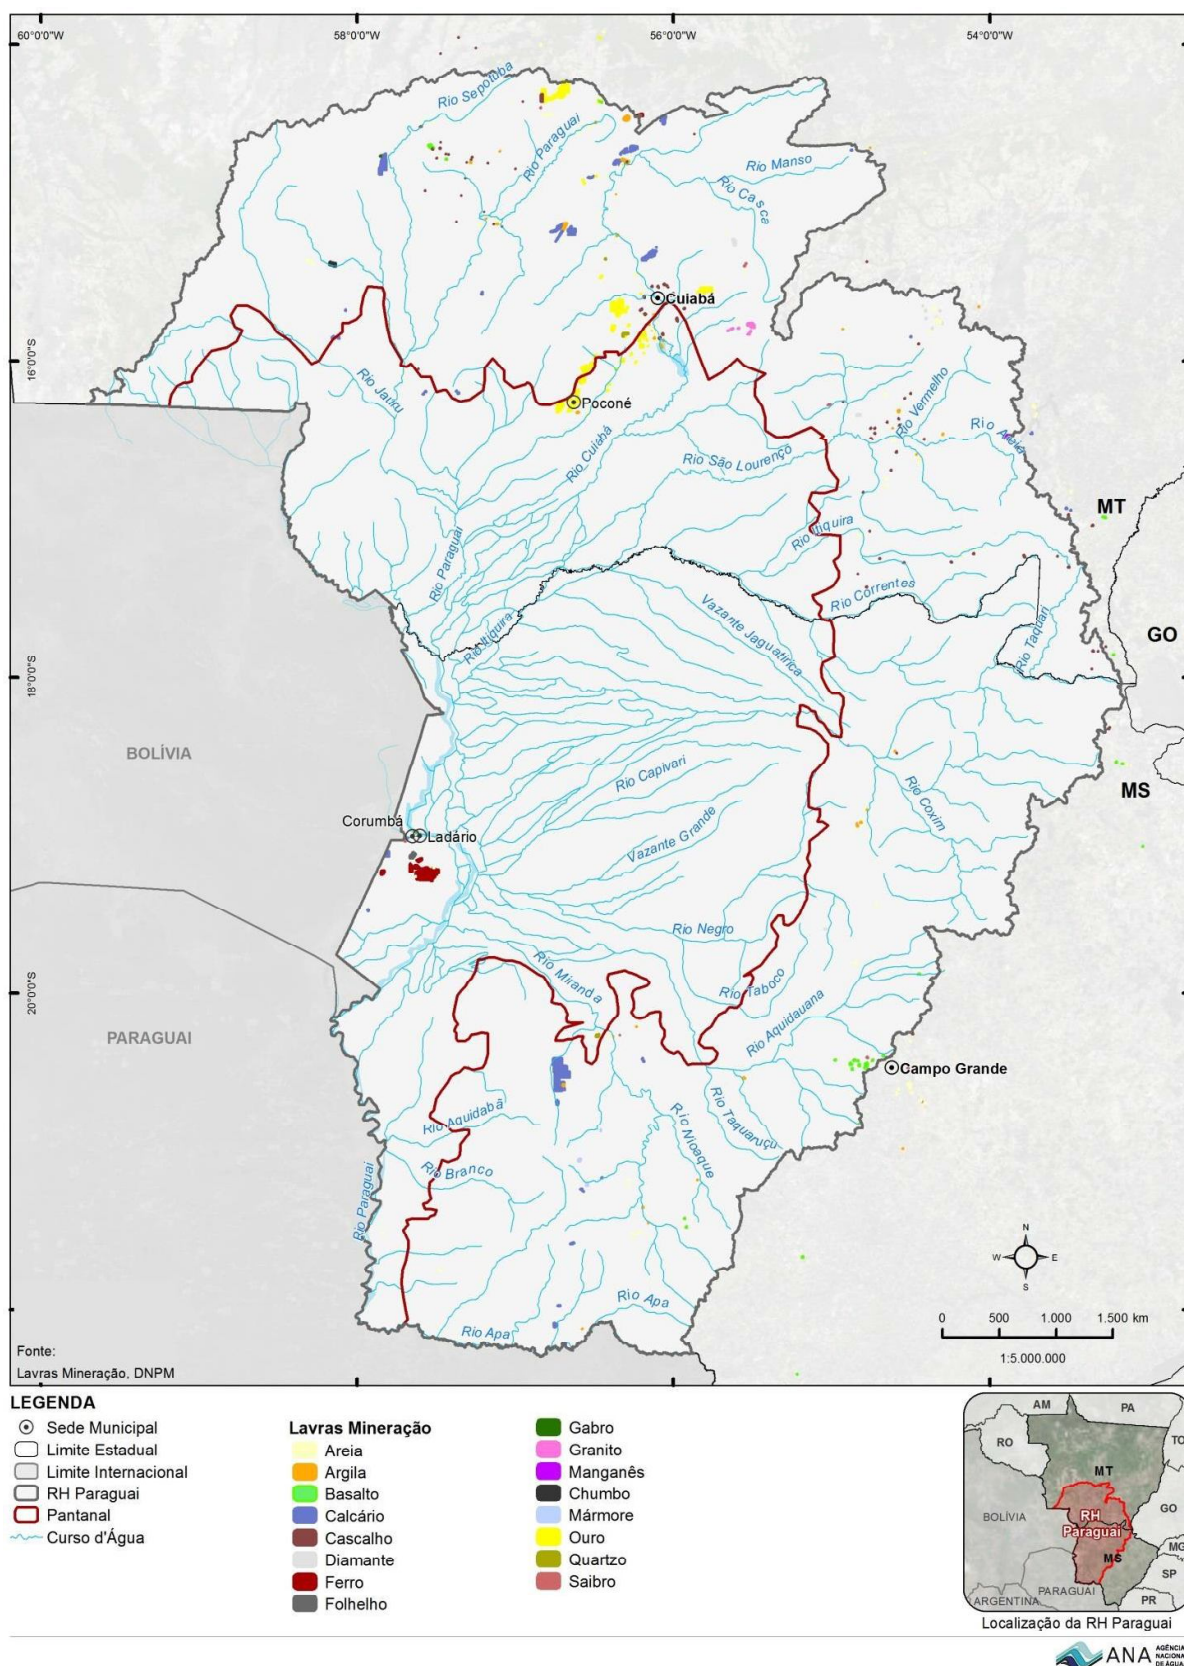 60°0'0"W
58°0'0"W
56°0'0"W
54°0'0"W
Rio Sepotuba
Rio Paraguai
Rio Manso
Rio Casca
Cuiabá
16°0'0"S
Rio Jauru
Poconé
Rio Vermelho
Rio Cuiabá
Rio São Lourenço
MT
Rio Paraguai
Rio Itiquira
Rio Correntes
Vazante Jaguatirica
Rio Itiquira
Rio Taquari
GO
18°0'0"S
BOLÍVIA
Rio Capivari
Rio Coxim
MS
Corumbá
Ladário
Vazante Grande
Rio Negro
Rio Miranda
Rio Taboco
20°0'0"S
Rio Aquidauana
PARAGUAI
Campo Grande
Rio Aquidabã
Rio Taquaruçu
Rio Nioaque
Rio Branco
Rio Paraguai
N
W
E
S
Rio Apa
Rio Apa
0 500 1.000 1.500 km
1:5.000.000
Fonte:
Lavras Mineração, DNPM
LEGENDA
Sede Municipal
Limite Estadual
Limite Internacional
RH Paraguai
Pantanal
Curso d'Água
Lavras Mineração
Areia
Argila
Basalto
Calcário
Cascalho
Diamante
Ferro
Folhelho
Gabro
Granito
Manganês
Chumbo
Mármore
Ouro
Quartzo
Saibro
AM
PA
RO
TO
MT
GO
BOLÍVIA
RH
Paraguai
MS
MG
SP
PARAGUAI
ARGENTINA
PR
Localização da RH Paraguai
ANA
AGÊNCIA
NACIONAL
DE ÁGUA